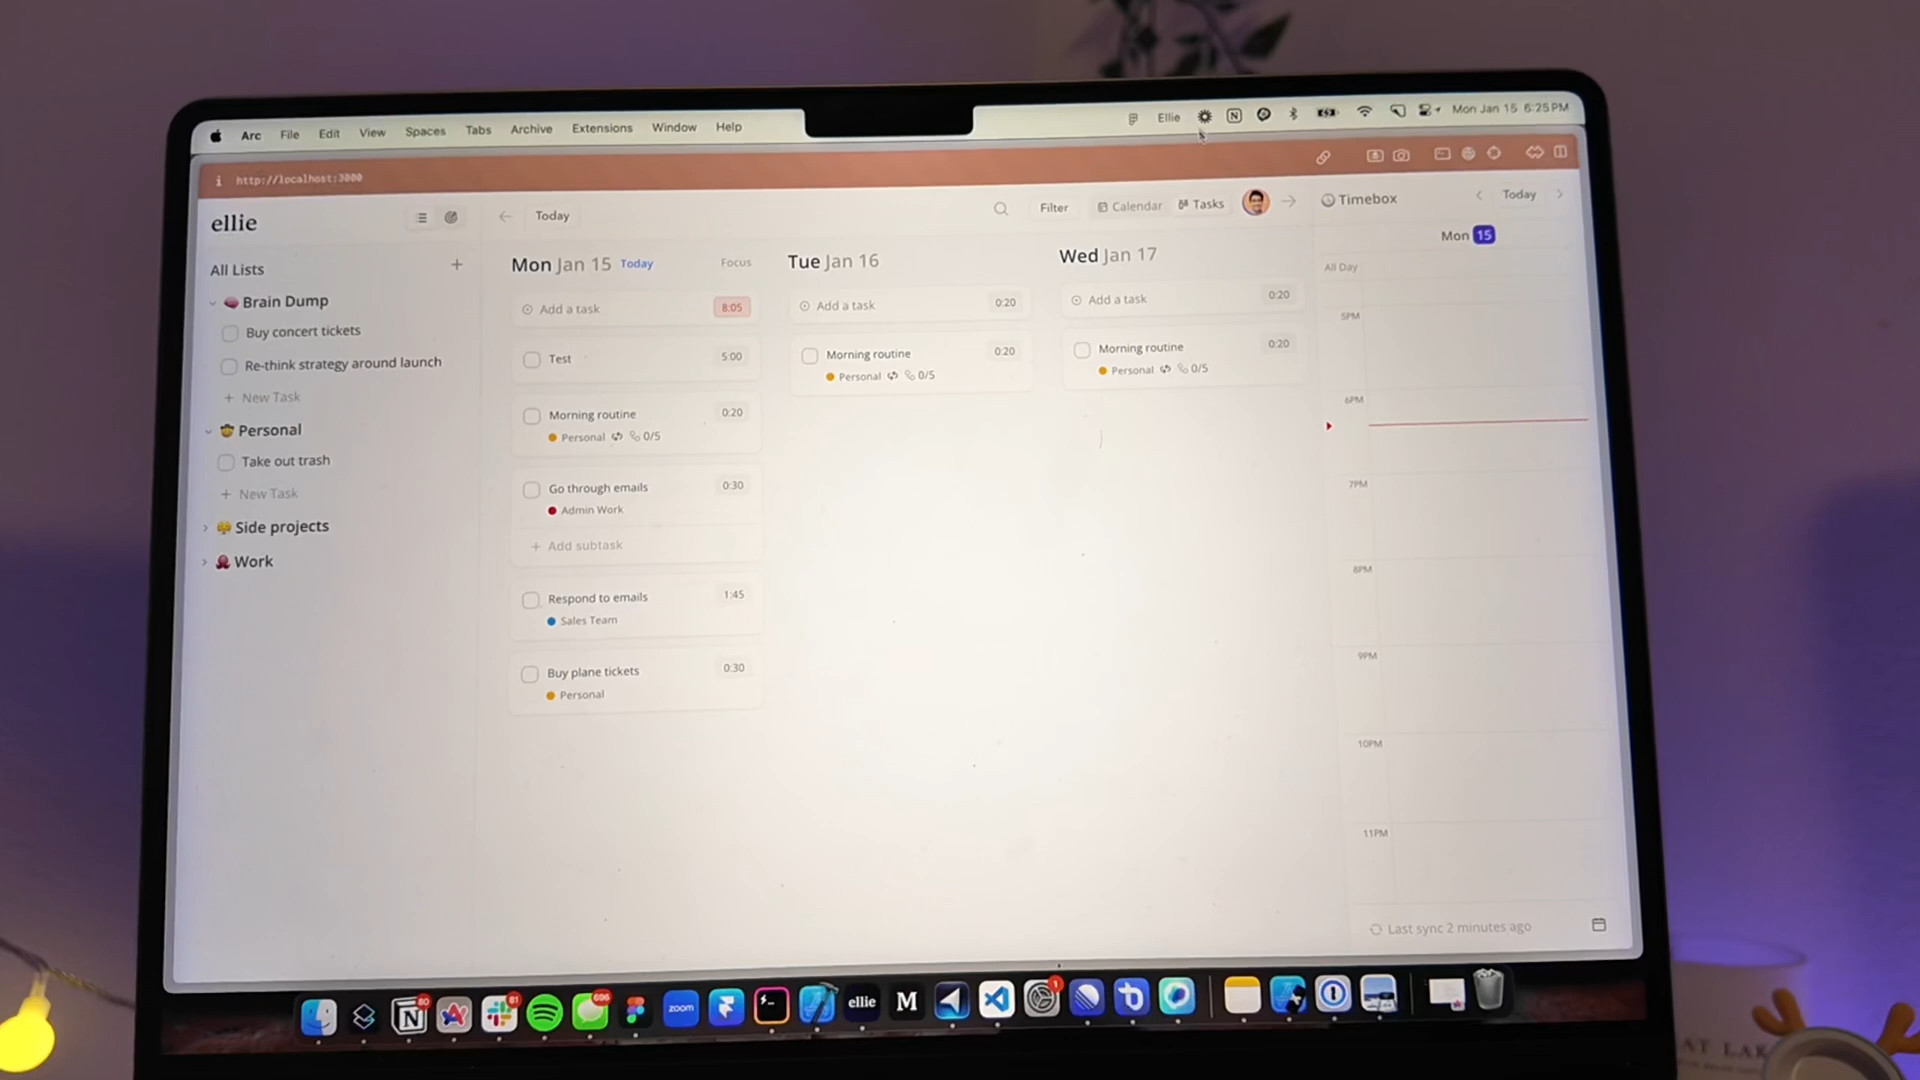 Arc File Edit View Spaces Tabs Archive Extensions Window Help
Ellie Mon Jan 15 6:25 PM
http://localhost:3000
ellie
All Lists
Brain Dump
Buy concert tickets
Re-think strategy around launch
+ New Task
Personal
Take out trash
+ New Task
Side projects
Work
Today
Filter Calendar Tasks
Mon Jan 15 Today Focus
Add a task 8:05
Test 5:00
Morning routine 0:20
Personal 0/5
Go through emails 0:30
Admin Work
+ Add subtask
Respond to emails 1:45
Sales Team
Buy plane tickets 0:30
Personal
Tue Jan 16
Add a task 0:20
Morning routine 0:20
Personal 0/5
Wed Jan 17
Add a task 0:20
Morning routine 0:20
Personal 0/5
Timebox Today
Mon 15
All Day
5PM
6PM
7PM
8PM
9PM
10PM
11PM
Last sync 2 minutes ago
80
81
696
zoom
ellie
M
1
AT LAK